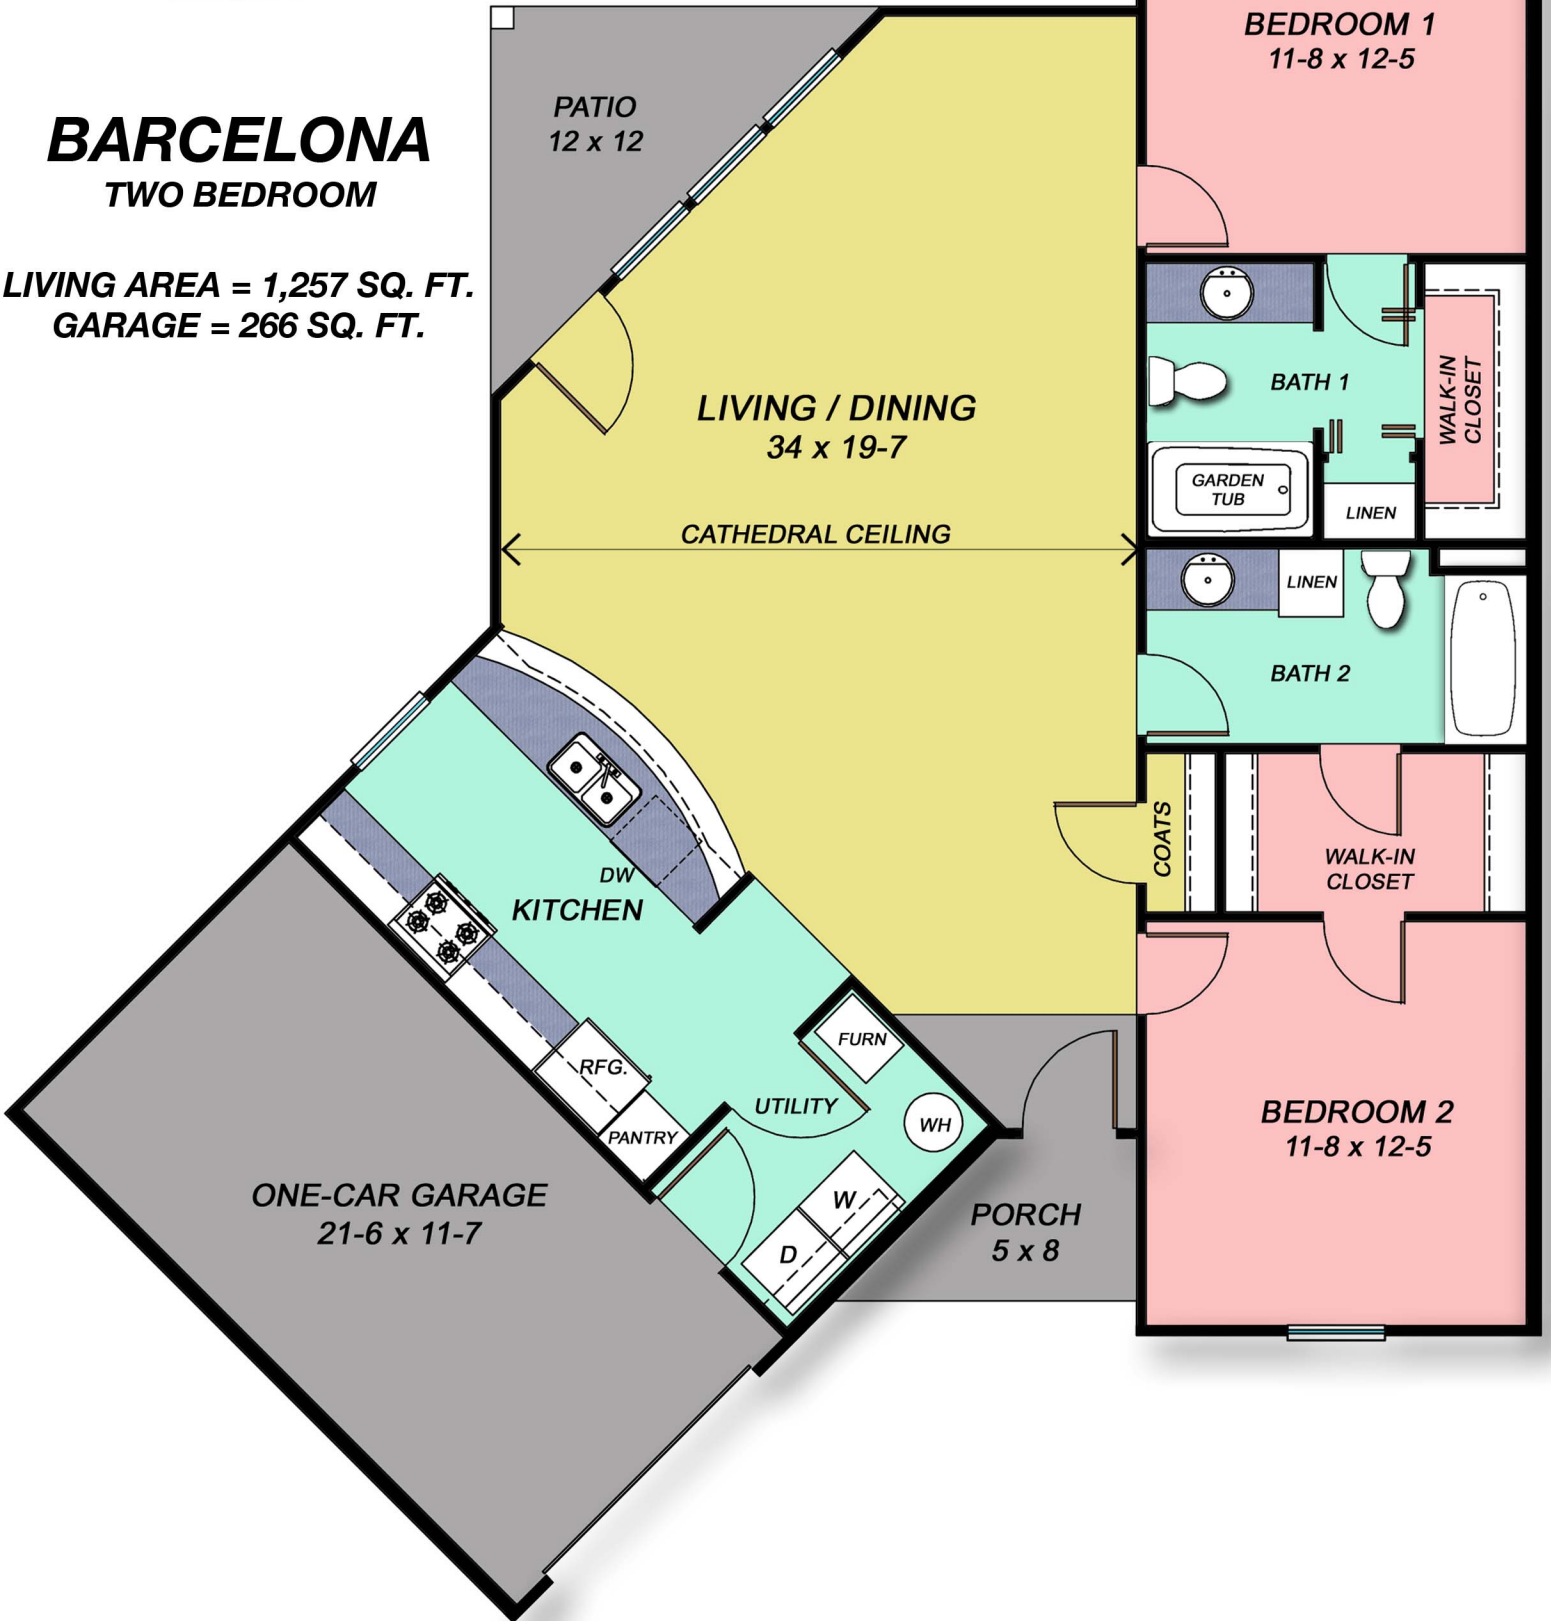 BEDROOM 1
11-8 x 12-5
PATIO
12 x 12
BARCELONA
TWO BEDROOM
LIVING AREA = 1,257 SQ. FT.
GARAGE = 266 SQ. FT.
LIVING / DINING
34 x 19-7
CATHEDRAL CEILING
BATH 1
WALK-IN
CLOSET
GARDEN
TUB
LINEN
LINEN
BATH 2
COATS
WALK-IN
CLOSET
DW
KITCHEN
RFG.
PANTRY
FURN
UTILITY
WH
W
D
BEDROOM 2
11-8 x 12-5
PORCH
5 x 8
ONE-CAR GARAGE
21-6 x 11-7